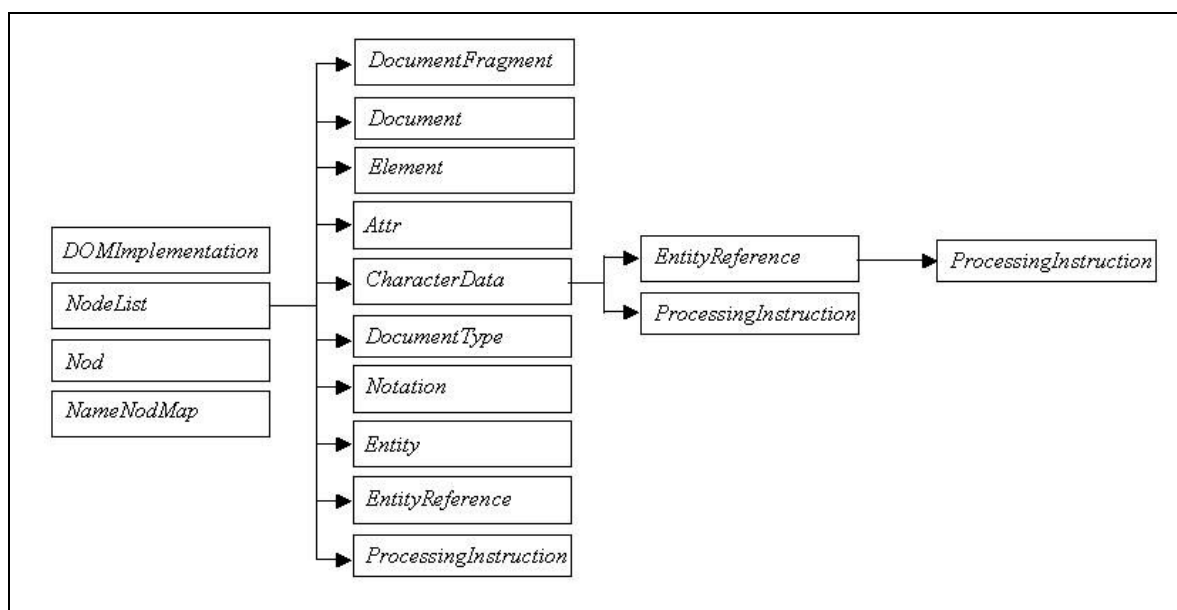 DOMImplementation
NodeList
Nod
NameNodMap
DocumentFragment
Document
Element
Attr
CharacterData
DocumentType
Notation
Entity
EntityReference
ProcessingInstruction
EntityReference
ProcessingInstruction
ProcessingInstruction